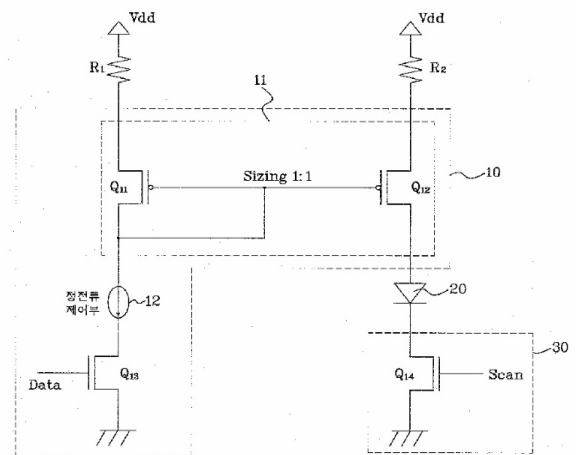 Vdd
Vdd
R1
R2
11
Q11
Sizing 1:1
Q12
10
정전류
제어부
12
20
30
Data
Q13
Q14
Scan